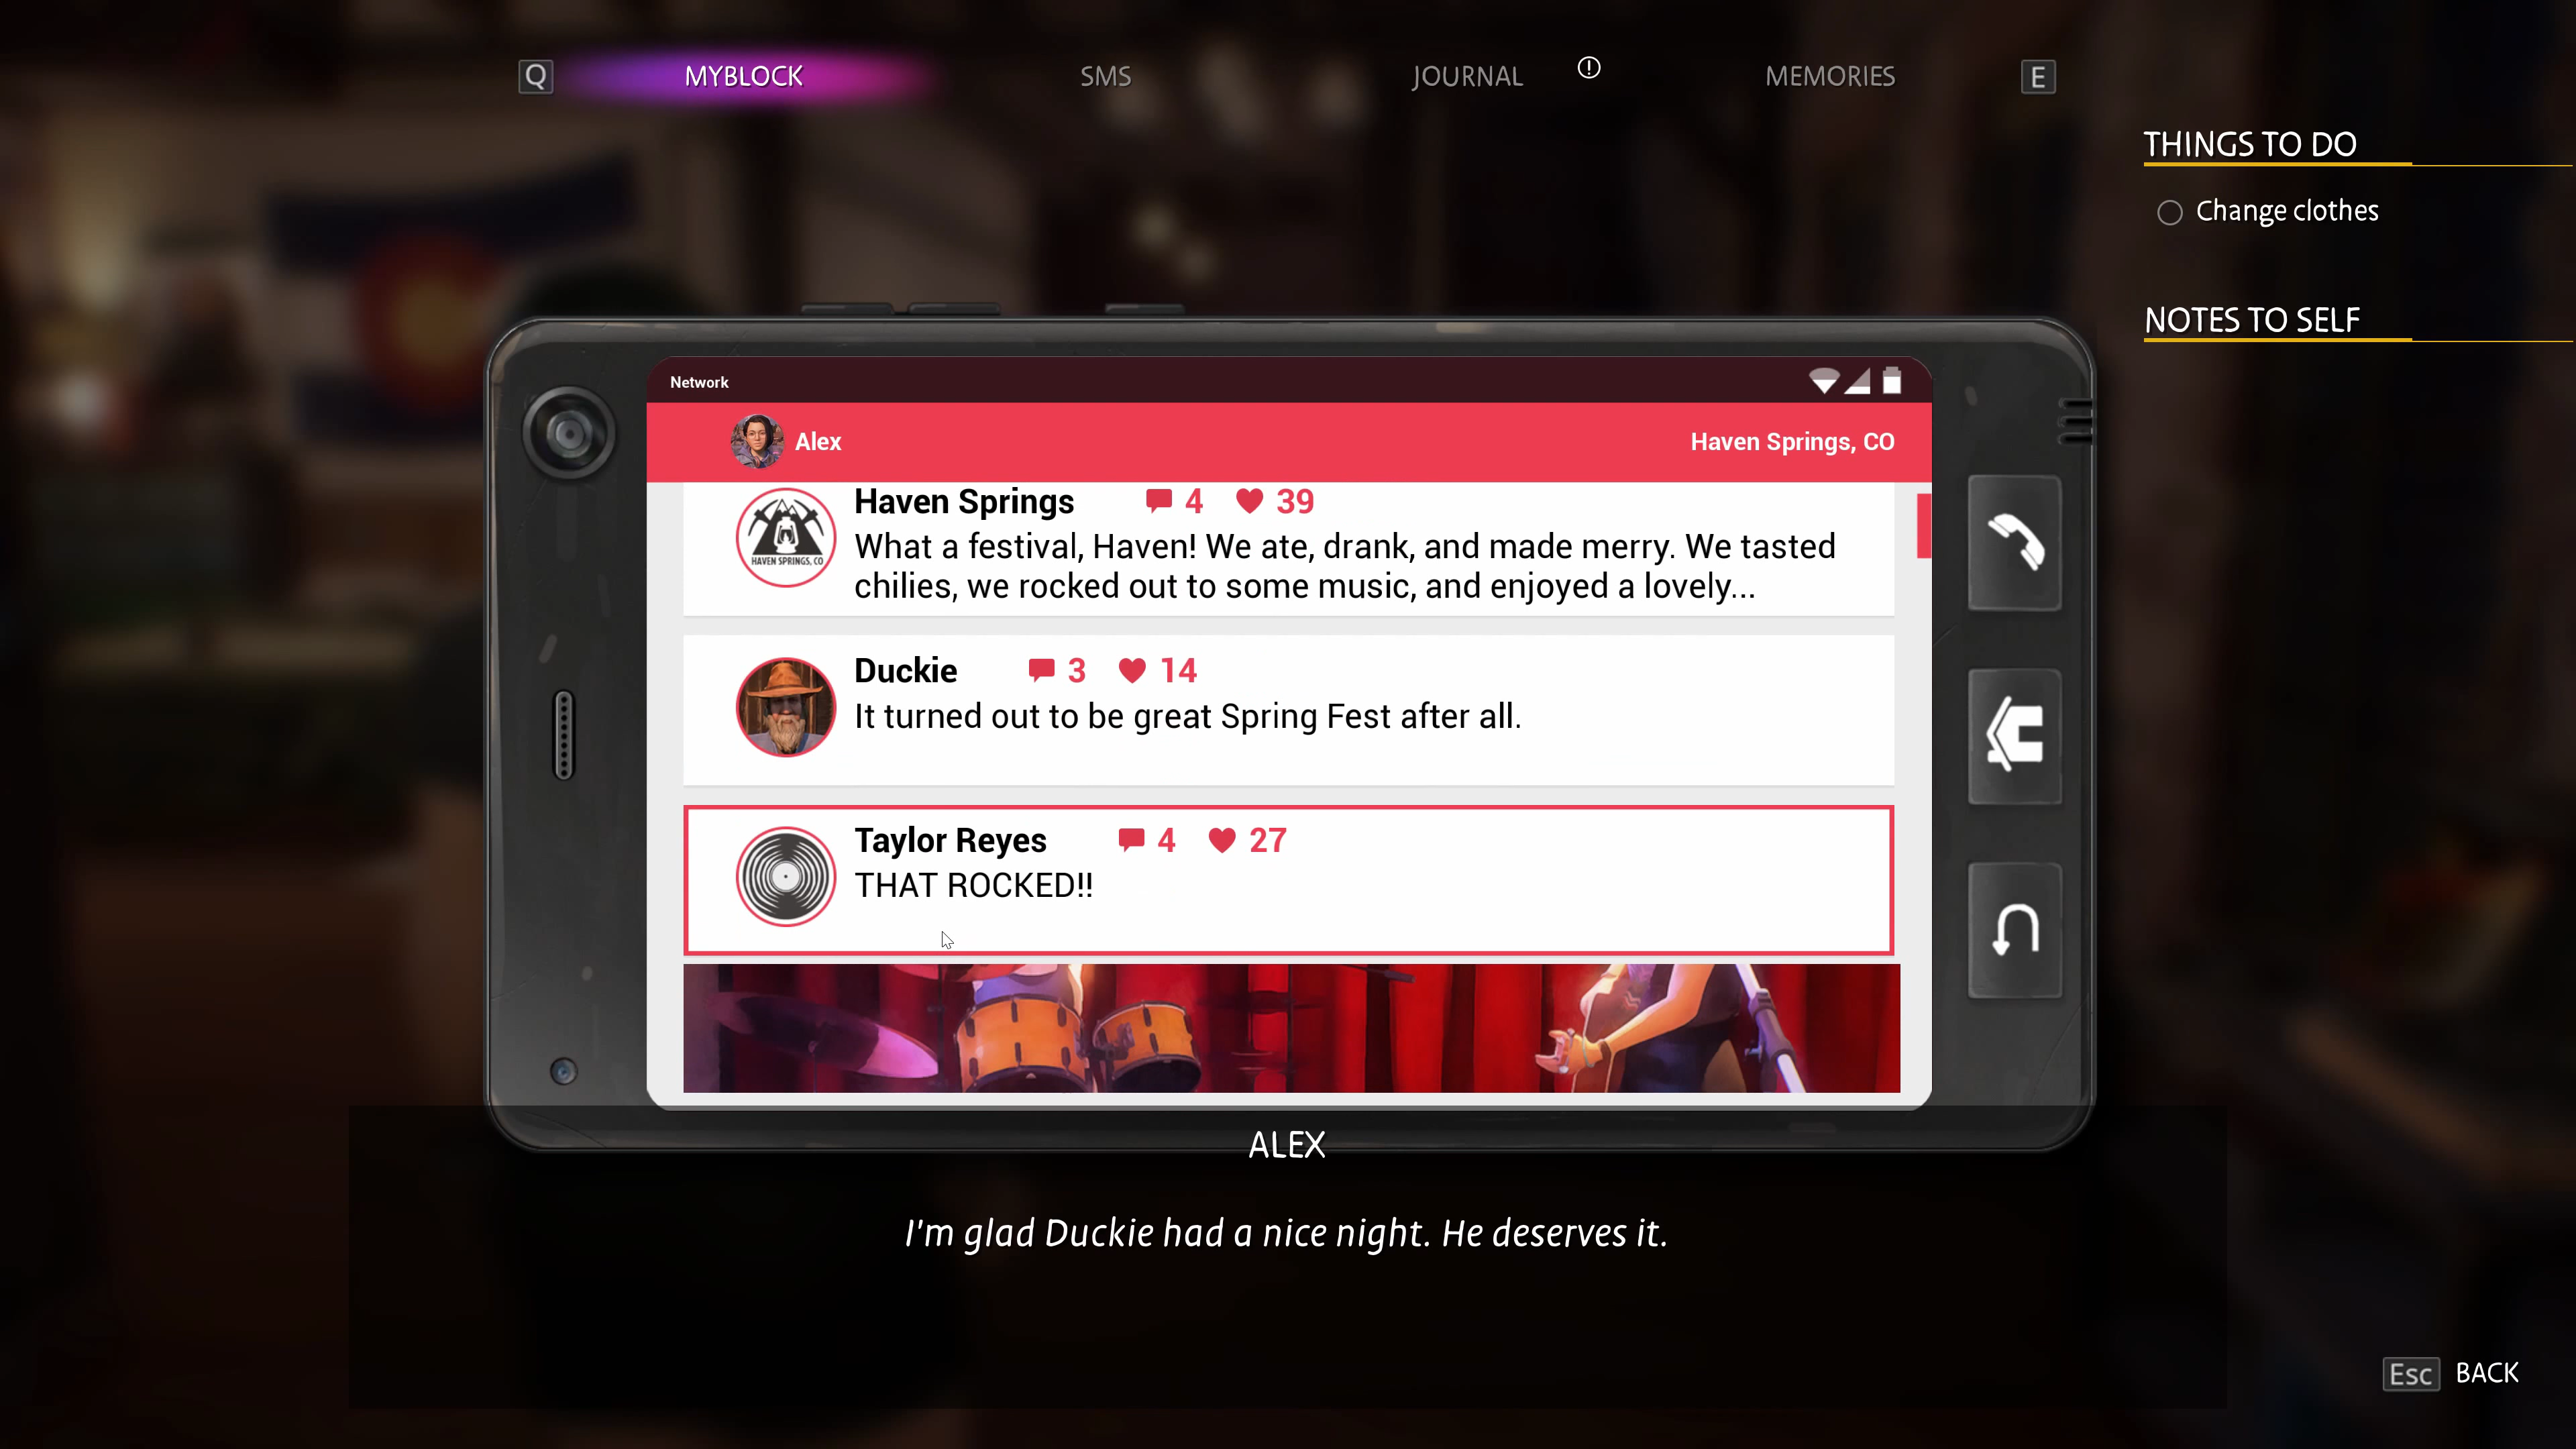 Q
MYBLOCK
SMS
JOURNAL
MEMORIES
E
THINGS TO DO
Change clothes
NOTES TO SELF
Network
Alex
Haven Springs, CO
HAVEN SPRINGS, CO
Haven Springs 4 39
What a festival, Haven! We ate, drank, and made merry. We tasted
chilies, we rocked out to some music, and enjoyed a lovely...
Duckie 3 14
It turned out to be great Spring Fest after all.
Taylor Reyes 4 27
THAT ROCKED!!
ALEX
I'm glad Duckie had a nice night. He deserves it.
Esc BACK